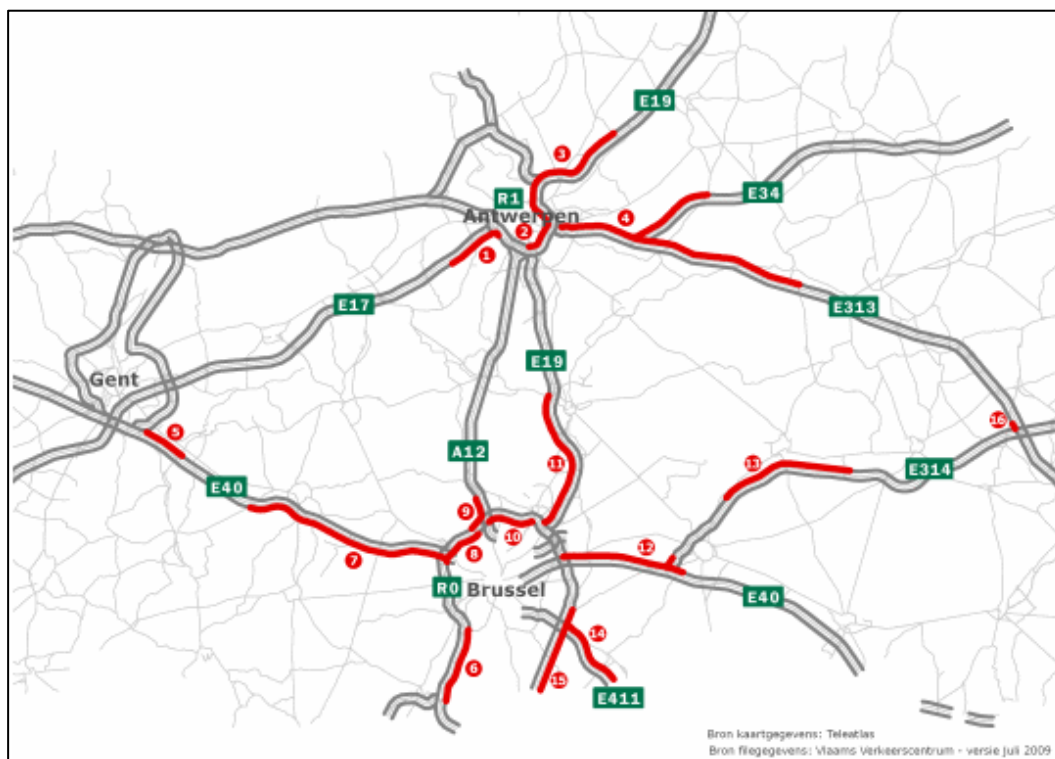 E19
3
R1
E34
Antwerpen
4
2
1
E17
E313
E19
Gent
16
5
A12
11
13
E314
E40
9
10
12
7
8
R0
Brussel
E40
14
6
15
E411
Bron kaartgegevens: Teleatlas
Bron filegegevens: Vlaams Verkeerscentrum - versie juli 2009